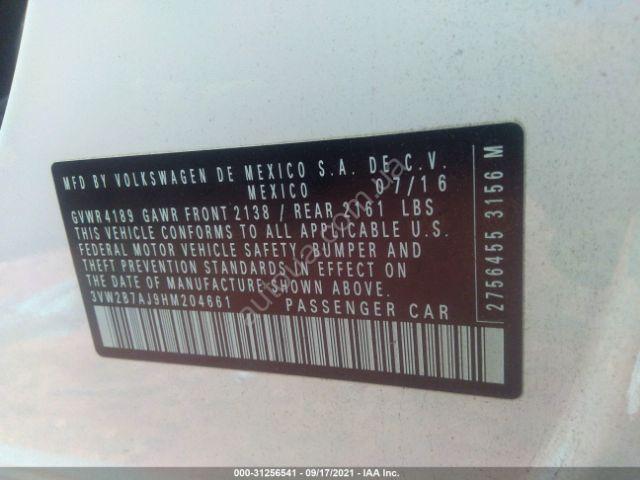 MFD BY VOLKSWAGEN DE MEXICO S.A. DE C.V.
MEXICO 07/16
GVWR 4189 GAWR FRONT 2138 / REAR 2161 LBS
THIS VEHICLE CONFORMS TO ALL APPLICABLE U.S.
FEDERAL MOTOR VEHICLE SAFETY, BUMPER AND
THEFT PREVENTION STANDARDS IN EFFECT ON
THE DATE OF MANUFACTURE SHOWN ABOVE.
3VW2B7AJ9HM204661 PASSENGER CAR
2756455 3156 M
autovita.com
000-31256541 - 09/17/2021 - IAA Inc.